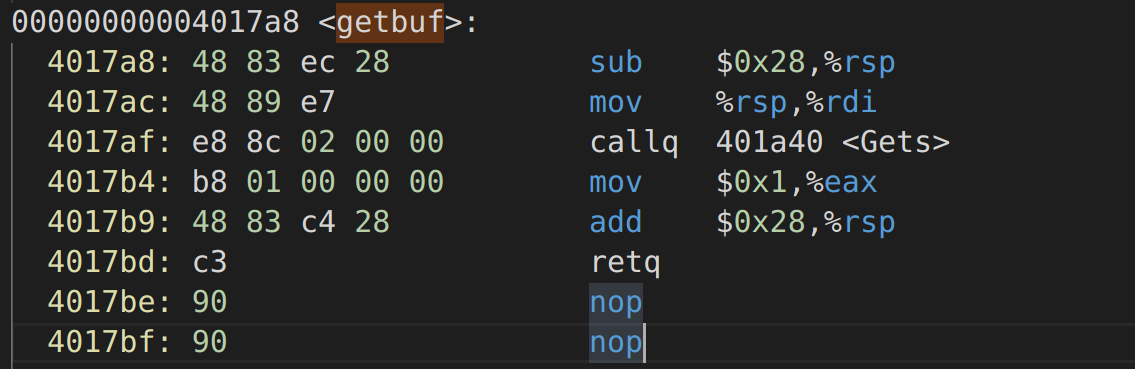 00000000004017a8 <getbuf>:
4017a8: 48 83 ec 28 sub $0x28,%rsp
4017ac: 48 89 e7 mov %rsp,%rdi
4017af: e8 8c 02 00 00 callq 401a40 <Gets>
4017b4: b8 01 00 00 00 mov $0x1,%eax
4017b9: 48 83 c4 28 add $0x28,%rsp
4017bd: c3 retq
4017be: 90 nop
4017bf: 90 nop